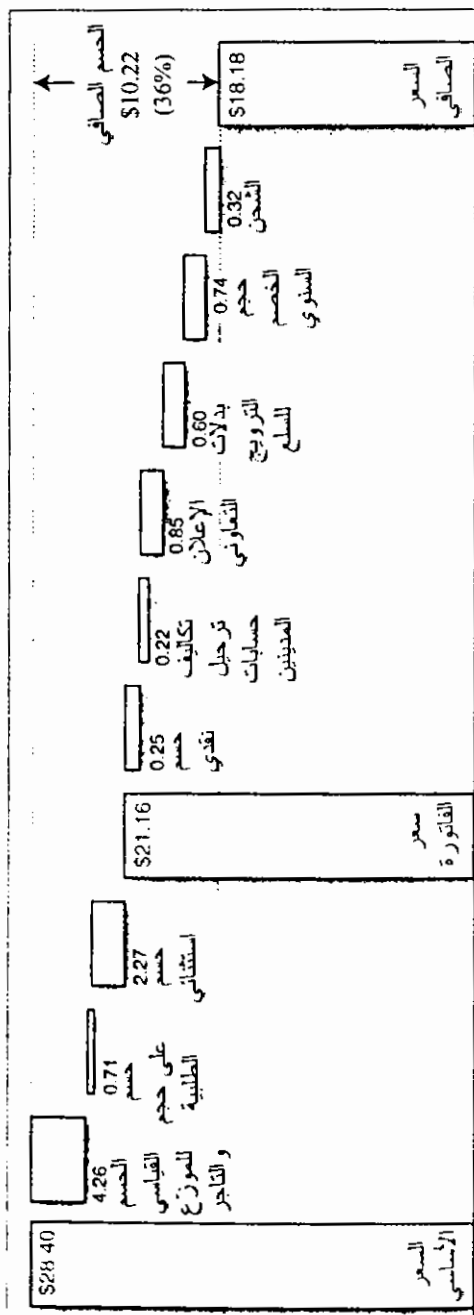 $28.40
السعر
الأساسي
4.26
الحسم
القياسي
للموزع
والتاجر
0.71
حسم
على حجم
الطلبية
2.27
حسم
استثنائي
$21.16
سعر
الفاتورة
0.25
حسم
نقدي
0.22
تكاليف
ترحيل
حسابات
المدينين
0.85
الإعلان
التعاوني
0.60
بدلات
الترويج
للسلع
0.74
حجم
الخصم
السنوي
0.32
الشحن
$18.18
السعر
الصافي
الحسم الصافي
$10.22
(36%)